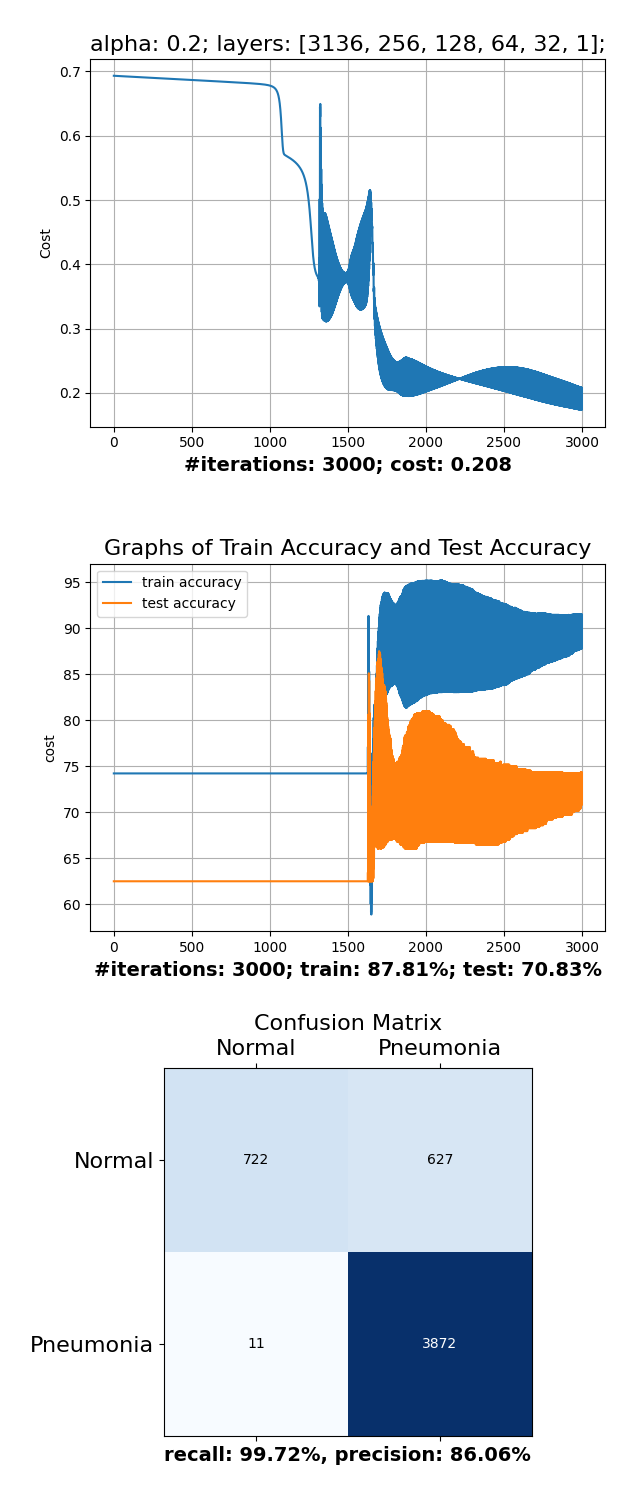 alpha: 0.2; layers: [3136, 256, 128, 64, 32, 1];
0.7
0.6
0.5
0.4
0.3
0.2
Cost
0 500 1000 1500 2000 2500 3000
#iterations: 3000; cost: 0.208
Graphs of Train Accuracy and Test Accuracy
train accuracy
test accuracy
95
90
85
80
75
70
65
60
cost
0 500 1000 1500 2000 2500 3000
#iterations: 3000; train: 87.81%; test: 70.83%
Confusion Matrix
Normal Pneumonia
Normal 722 627
Pneumonia 11 3872
recall: 99.72%, precision: 86.06%